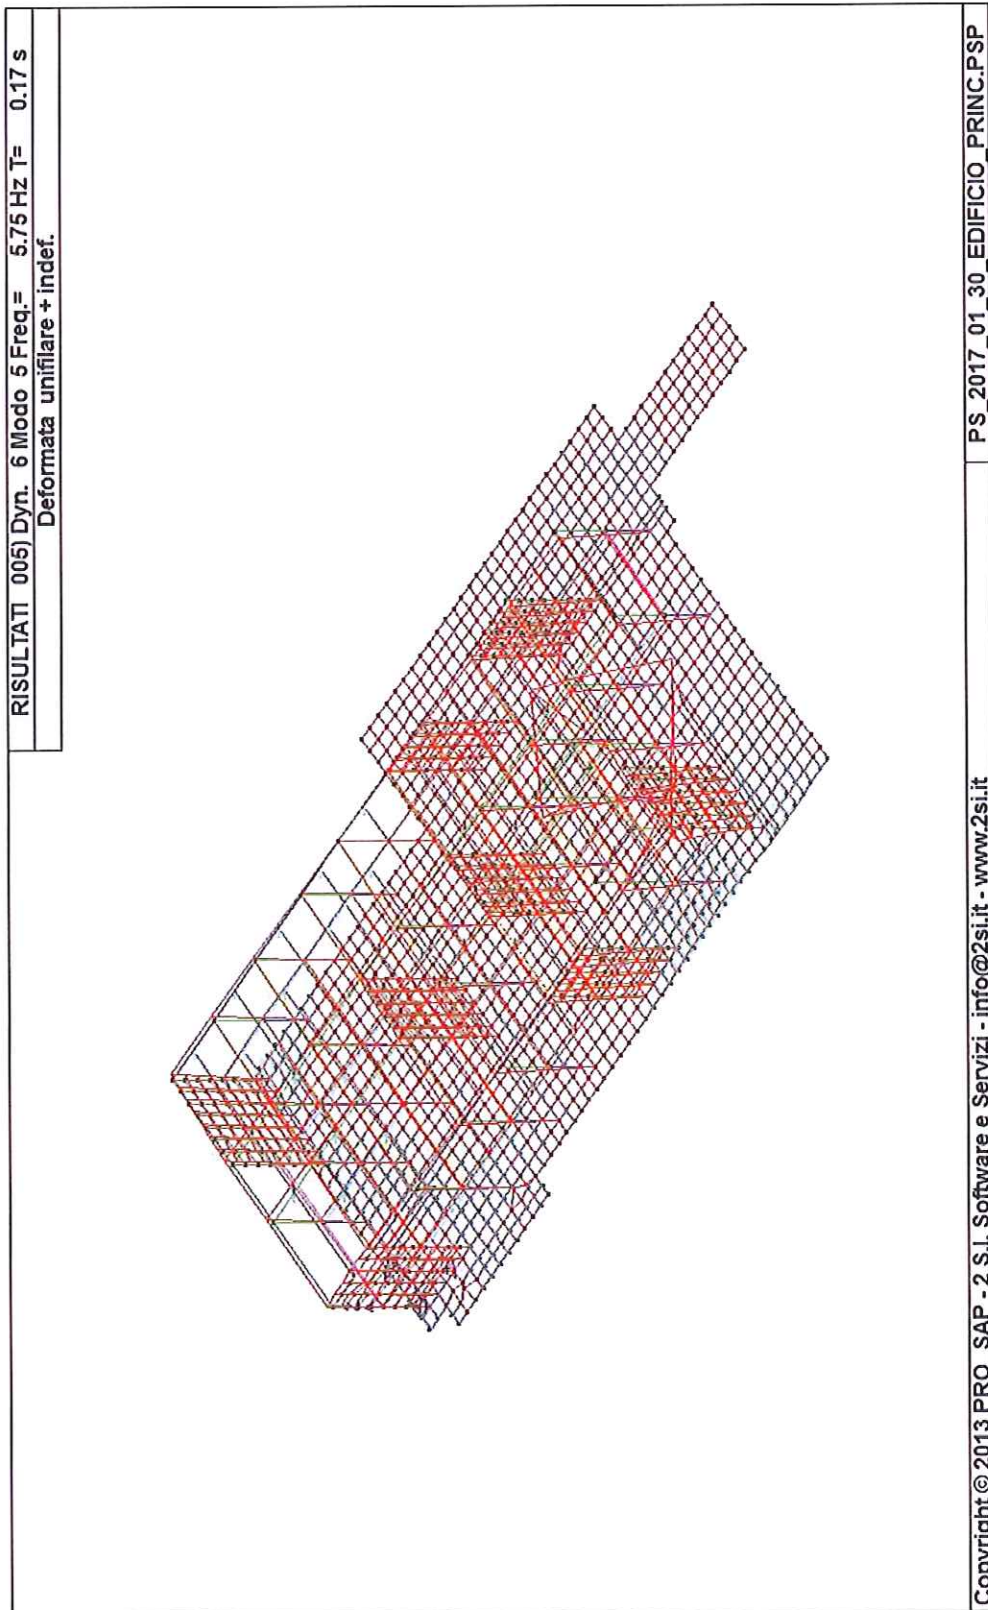 RISULTATI 005) Dyn. 6 Modo 5 Freq.= 5.75 Hz T= 0.17 s
Deformata unifilare + indef.
Copyright © 2013 PRO_SAP - 2 S.I. Software e Servizi - info@2si.it - www.2si.it
PS_2017_01_30_EDIFICIO_PRINC.PSP